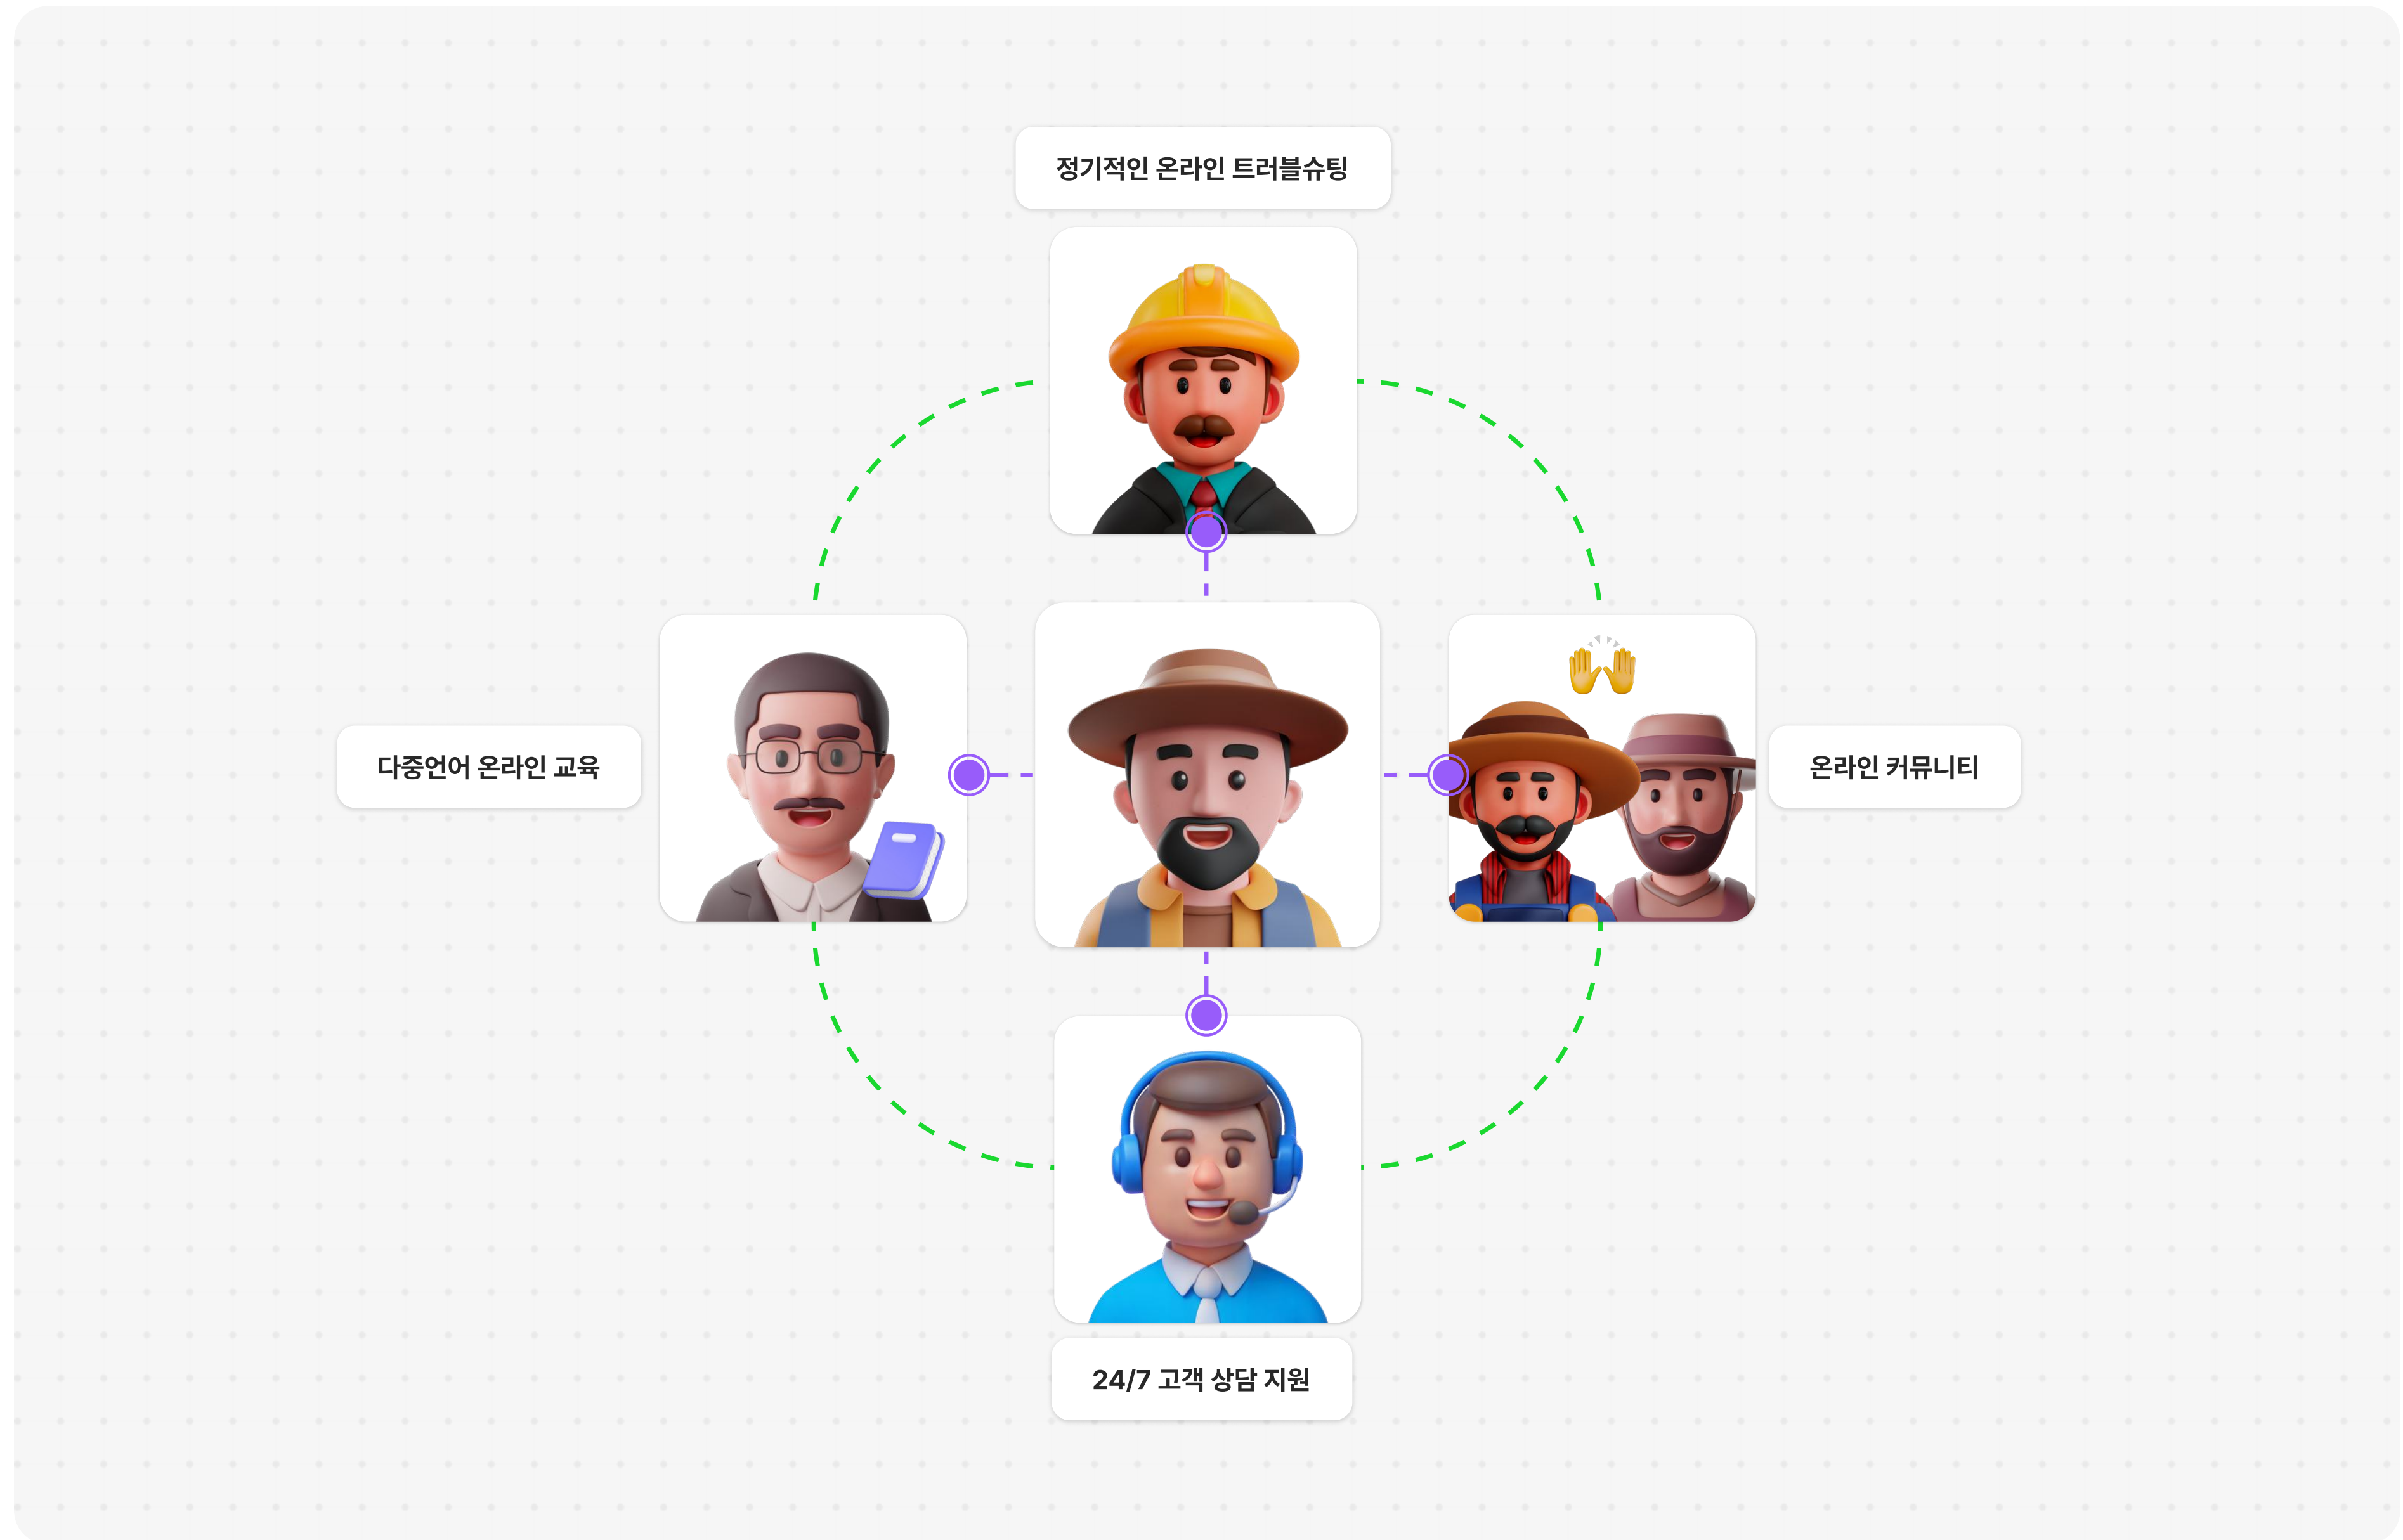 정기적인 온라인 트러블슈팅
다중언어 온라인 교육
온라인 커뮤니티
24/7 고객 상담 지원